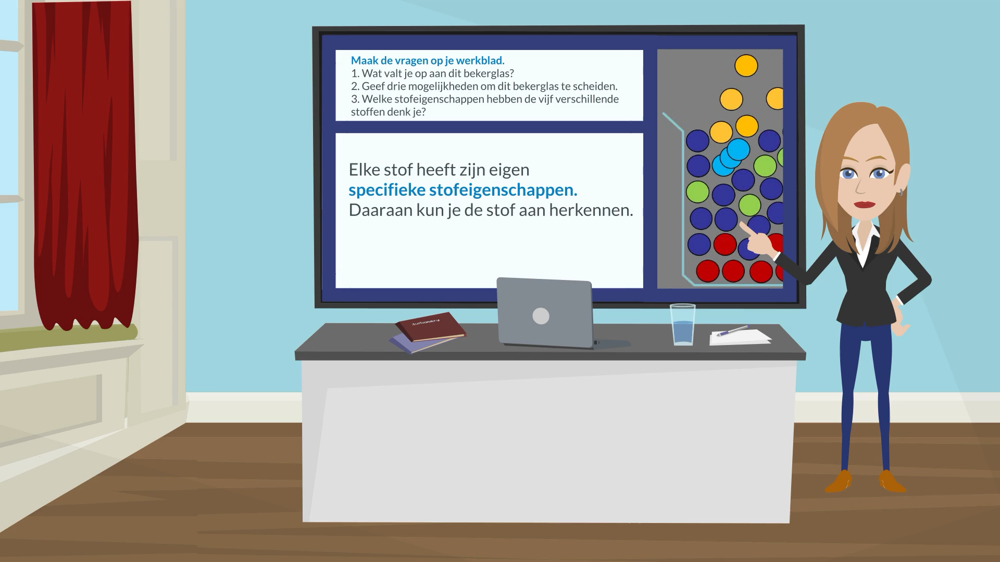 Maak de vragen op je werkblad.
1. Wat valt je op aan dit bekerglas?
2. Geef drie mogelijkheden om dit bekerglas te scheiden.
3. Welke stofeigenschappen hebben de vijf verschillende
stoffen denk je?
Elke stof heeft zijn eigen
specifieke stofeigenschappen.
Daaraan kun je de stof aan herkennen.
dictionary